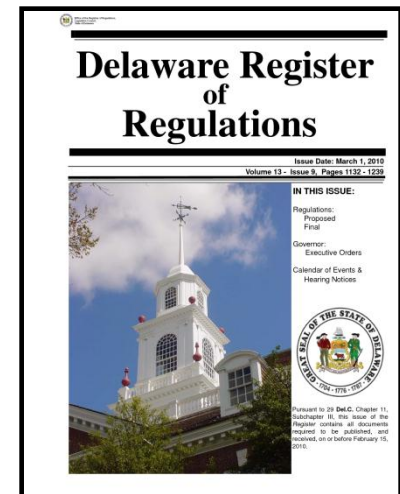 Delaware Register
of
Regulations
Issue Date: March 1, 2010
Volume 13 - Issue 9, Pages 1132 - 1239
IN THIS ISSUE:
Regulations:
Proposed
Final
Governor:
Executive Orders
Calendar of Events &
Hearing Notices
GREAT SEAL OF THE STATE OF DELAWARE
1704 - 1776 - 1787
Pursuant to 29 Del.C. Chapter 11,
Subchapter III, this issue of the
Register contains all documents
required to be published, and
received, on or before February 15,
2010.